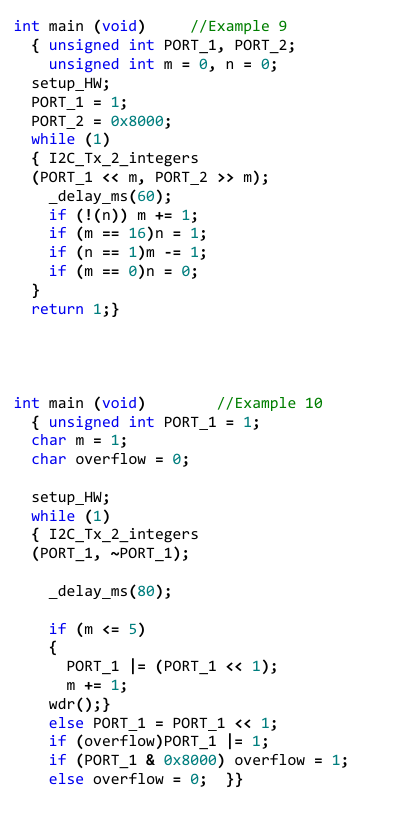 int main (void)     //Example 9
{ unsigned int PORT_1, PORT_2;
unsigned int m = 0, n = 0;
setup_HW;
PORT_1 = 1;
PORT_2 = 0x8000;
while (1)
{ I2C_Tx_2_integers
(PORT_1 << m, PORT_2 >> m);
_delay_ms(60);
if (!(n)) m += 1;
if (m == 16)n = 1;
if (n == 1)m -= 1;
if (m == 0)n = 0;
}
return 1;}
int main (void)        //Example 10
{ unsigned int PORT_1 = 1;
char m = 1;
char overflow = 0;
setup_HW;
while (1)
{ I2C_Tx_2_integers
(PORT_1, ~PORT_1);
_delay_ms(80);
if (m <= 5)
{
PORT_1 |= (PORT_1 << 1);
m += 1;
wdr();}
else PORT_1 = PORT_1 << 1;
if (overflow)PORT_1 |= 1;
if (PORT_1 & 0x8000) overflow = 1;
else overflow = 0;  }}